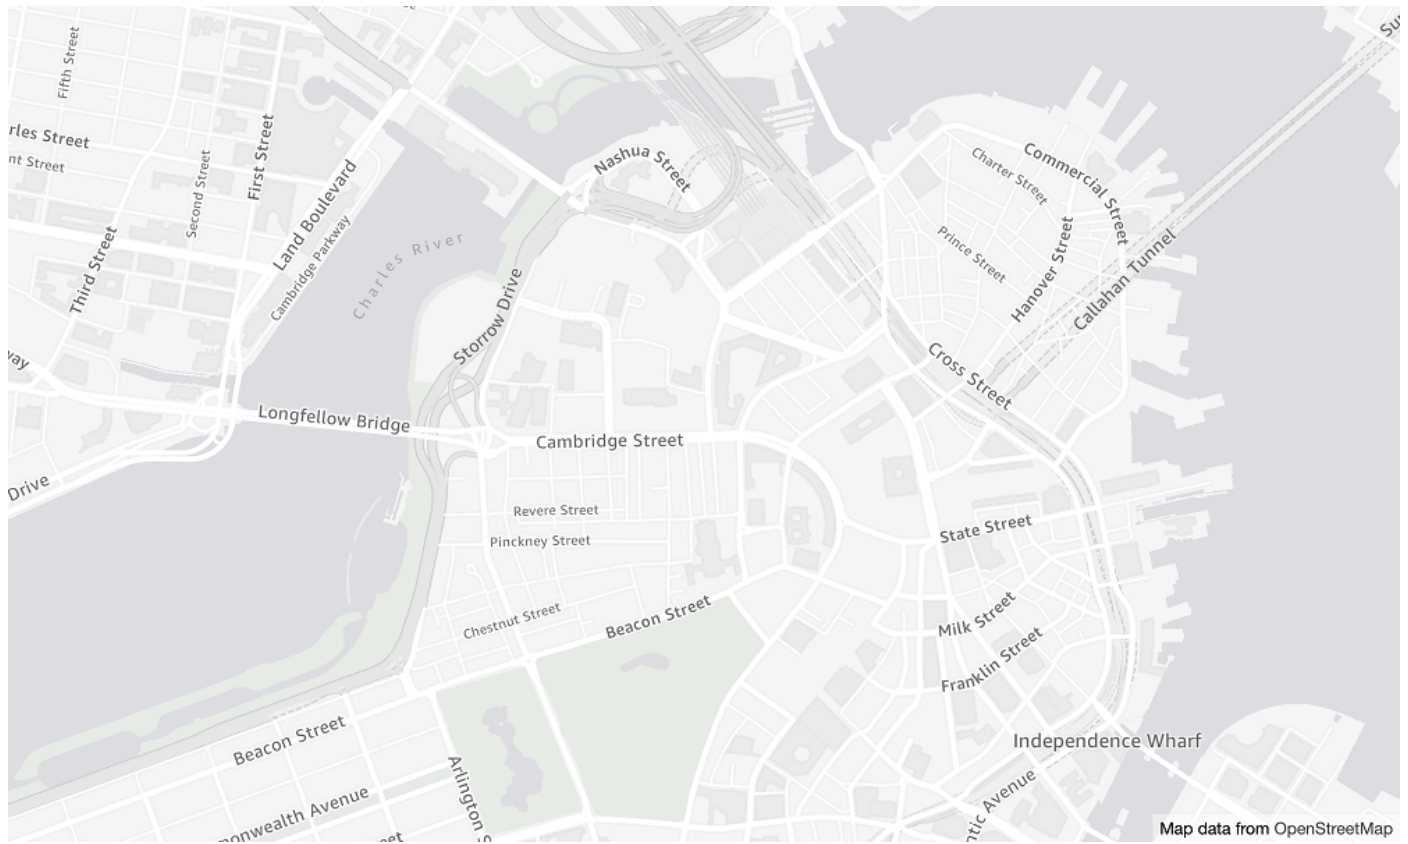 Fifth Street
rles Street
nt Street
Second Street
First Street
Land Boulevard
Cambridge Parkway
Third Street
way
Drive
Charles River
Nashua Street
Storrow Drive
Longfellow Bridge
Cambridge Street
Commercial Street
Charter Street
Prince Street
Hanover Street
Callahan Tunnel
Su
Cross Street
Revere Street
Pinckney Street
State Street
Chestnut Street
Beacon Street
Milk Street
Franklin Street
Beacon Street
Independence Wharf
Arlington S
monwealth Avenue
ntic Avenue
Map data from OpenStreetMap